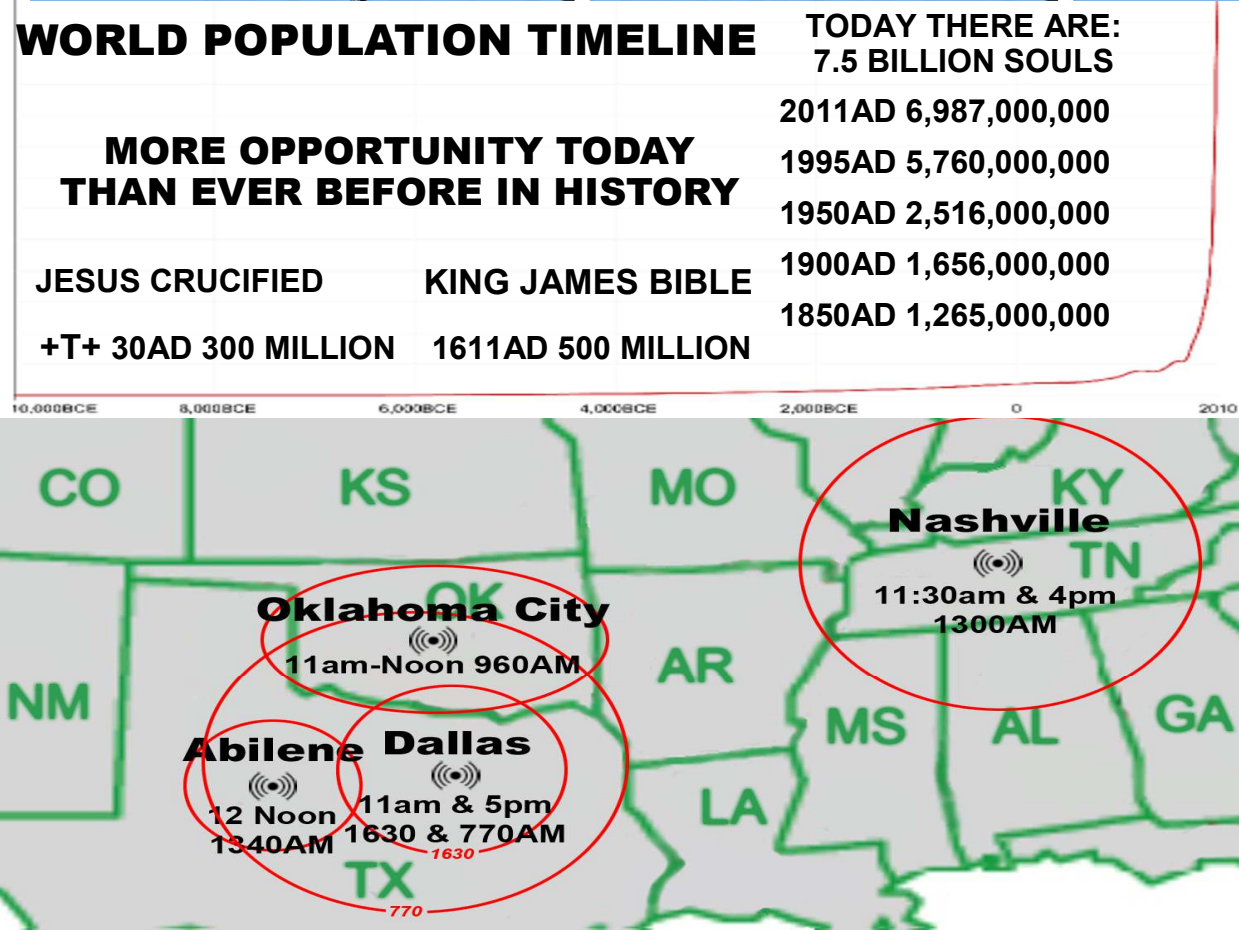 WORLD POPULATION TIMELINE
TODAY THERE ARE:
7.5 BILLION SOULS
2011AD 6,987,000,000
1995AD 5,760,000,000
1950AD 2,516,000,000
1900AD 1,656,000,000
1850AD 1,265,000,000
MORE OPPORTUNITY TODAY
THAN EVER BEFORE IN HISTORY
JESUS CRUCIFIED
+T+ 30AD 300 MILLION
KING JAMES BIBLE
1611AD 500 MILLION
10,000BCE 8,000BCE 6,000BCE 4,000BCE 2,000BCE 0 2010
CO
KS
MO
KY
Nashville
TN
11:30am & 4pm
1300AM
OK
Oklahoma City
11am-Noon 960AM
AR
NM
MS
AL
GA
Abilene
12 Noon
1340AM
Dallas
11am & 5pm
1630 & 770AM
1630
LA
TX
770